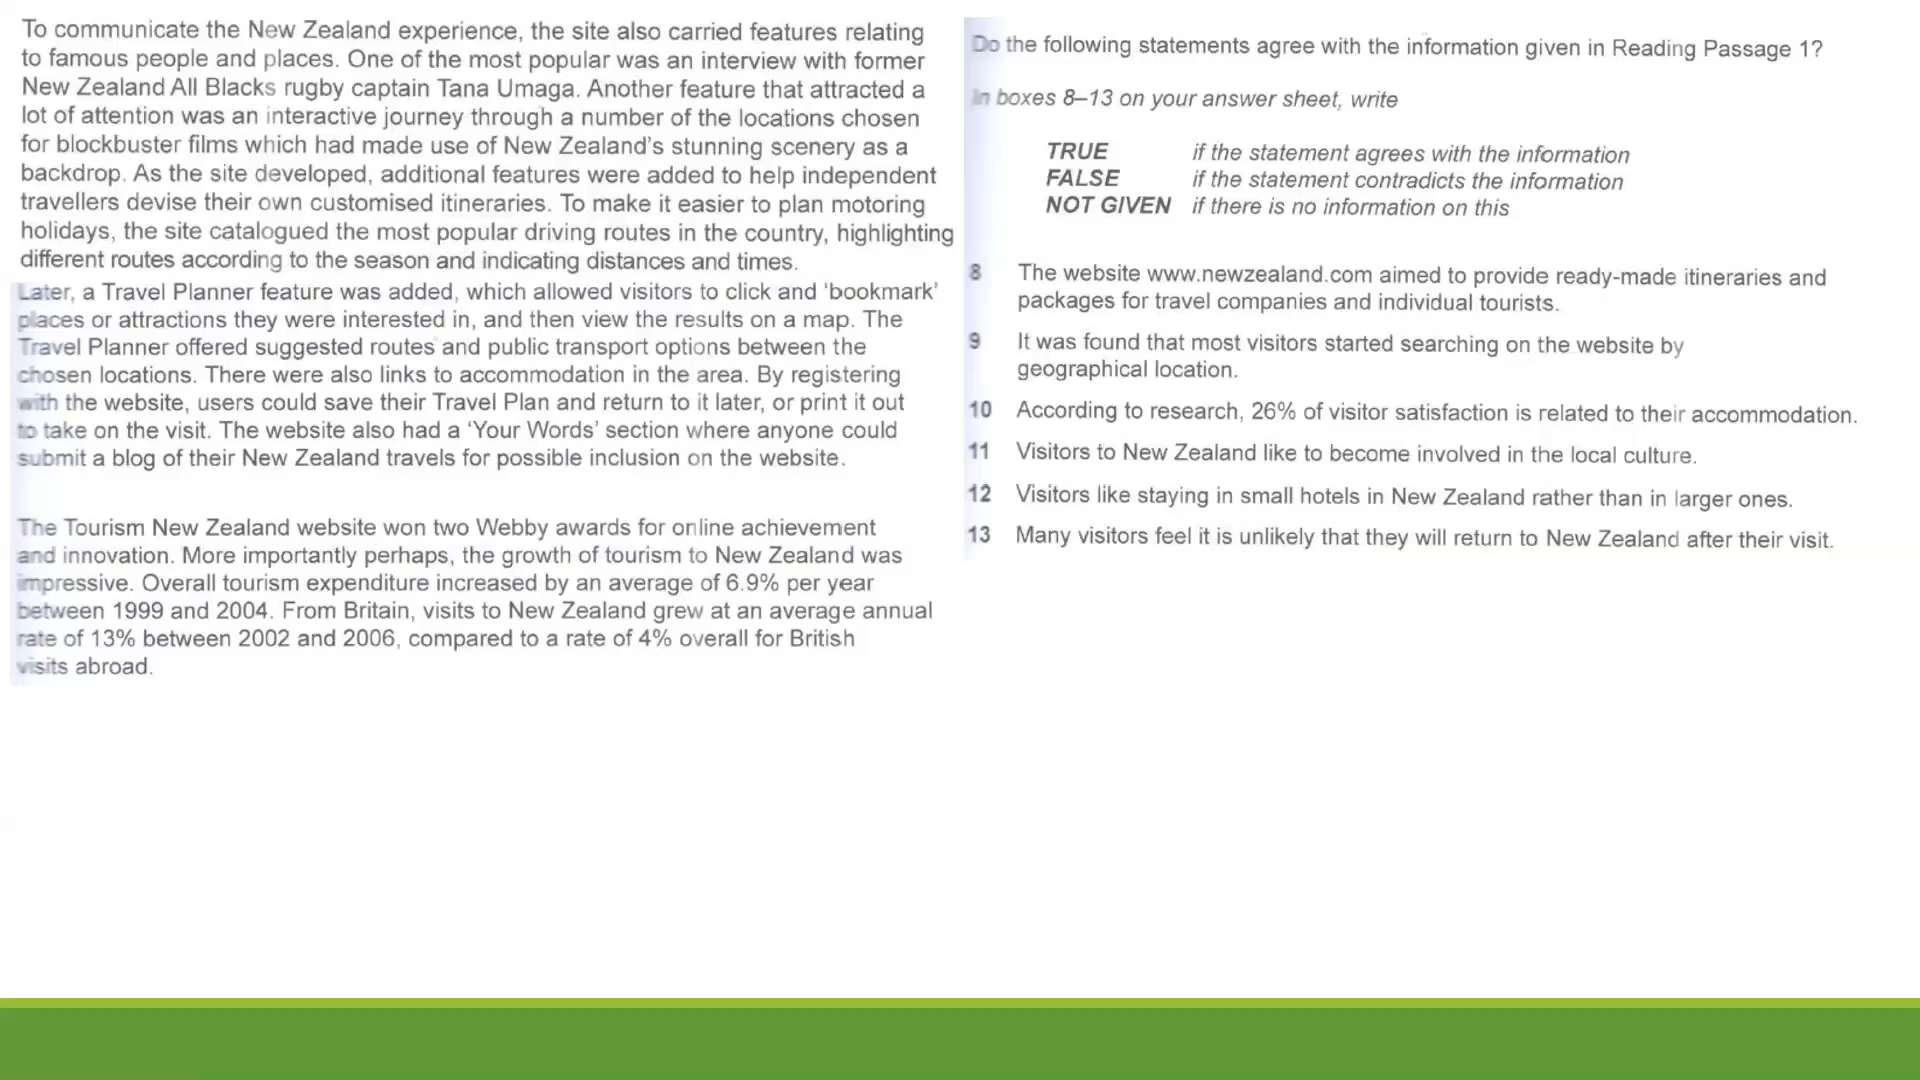 To communicate the New Zealand experience, the site also carried features relating
to famous people and places. One of the most popular was an interview with former
New Zealand All Blacks rugby captain Tana Umaga. Another feature that attracted a
lot of attention was an interactive journey through a number of the locations chosen
for blockbuster films which had made use of New Zealand's stunning scenery as a
backdrop. As the site developed, additional features were added to help independent
travellers devise their own customised itineraries. To make it easier to plan motoring
holidays, the site catalogued the most popular driving routes in the country, highlighting
different routes according to the season and indicating distances and times.
Later, a Travel Planner feature was added, which allowed visitors to click and 'bookmark'
places or attractions they were interested in, and then view the results on a map. The
Travel Planner offered suggested routes and public transport options between the
chosen locations. There were also links to accommodation in the area. By registering
with the website, users could save their Travel Plan and return to it later, or print it out
to take on the visit. The website also had a 'Your Words' section where anyone could
submit a blog of their New Zealand travels for possible inclusion on the website.
The Tourism New Zealand website won two Webby awards for online achievement
and innovation. More importantly perhaps, the growth of tourism to New Zealand was
impressive. Overall tourism expenditure increased by an average of 6.9% per year
between 1999 and 2004. From Britain, visits to New Zealand grew at an average annual
rate of 13% between 2002 and 2006, compared to a rate of 4% overall for British
visits abroad.
Do the following statements agree with the information given in Reading Passage 1?
In boxes 8–13 on your answer sheet, write
TRUE if the statement agrees with the information
FALSE if the statement contradicts the information
NOT GIVEN if there is no information on this
8 The website www.newzealand.com aimed to provide ready-made itineraries and
packages for travel companies and individual tourists.
9 It was found that most visitors started searching on the website by
geographical location.
10 According to research, 26% of visitor satisfaction is related to their accommodation.
11 Visitors to New Zealand like to become involved in the local culture.
12 Visitors like staying in small hotels in New Zealand rather than in larger ones.
13 Many visitors feel it is unlikely that they will return to New Zealand after their visit.